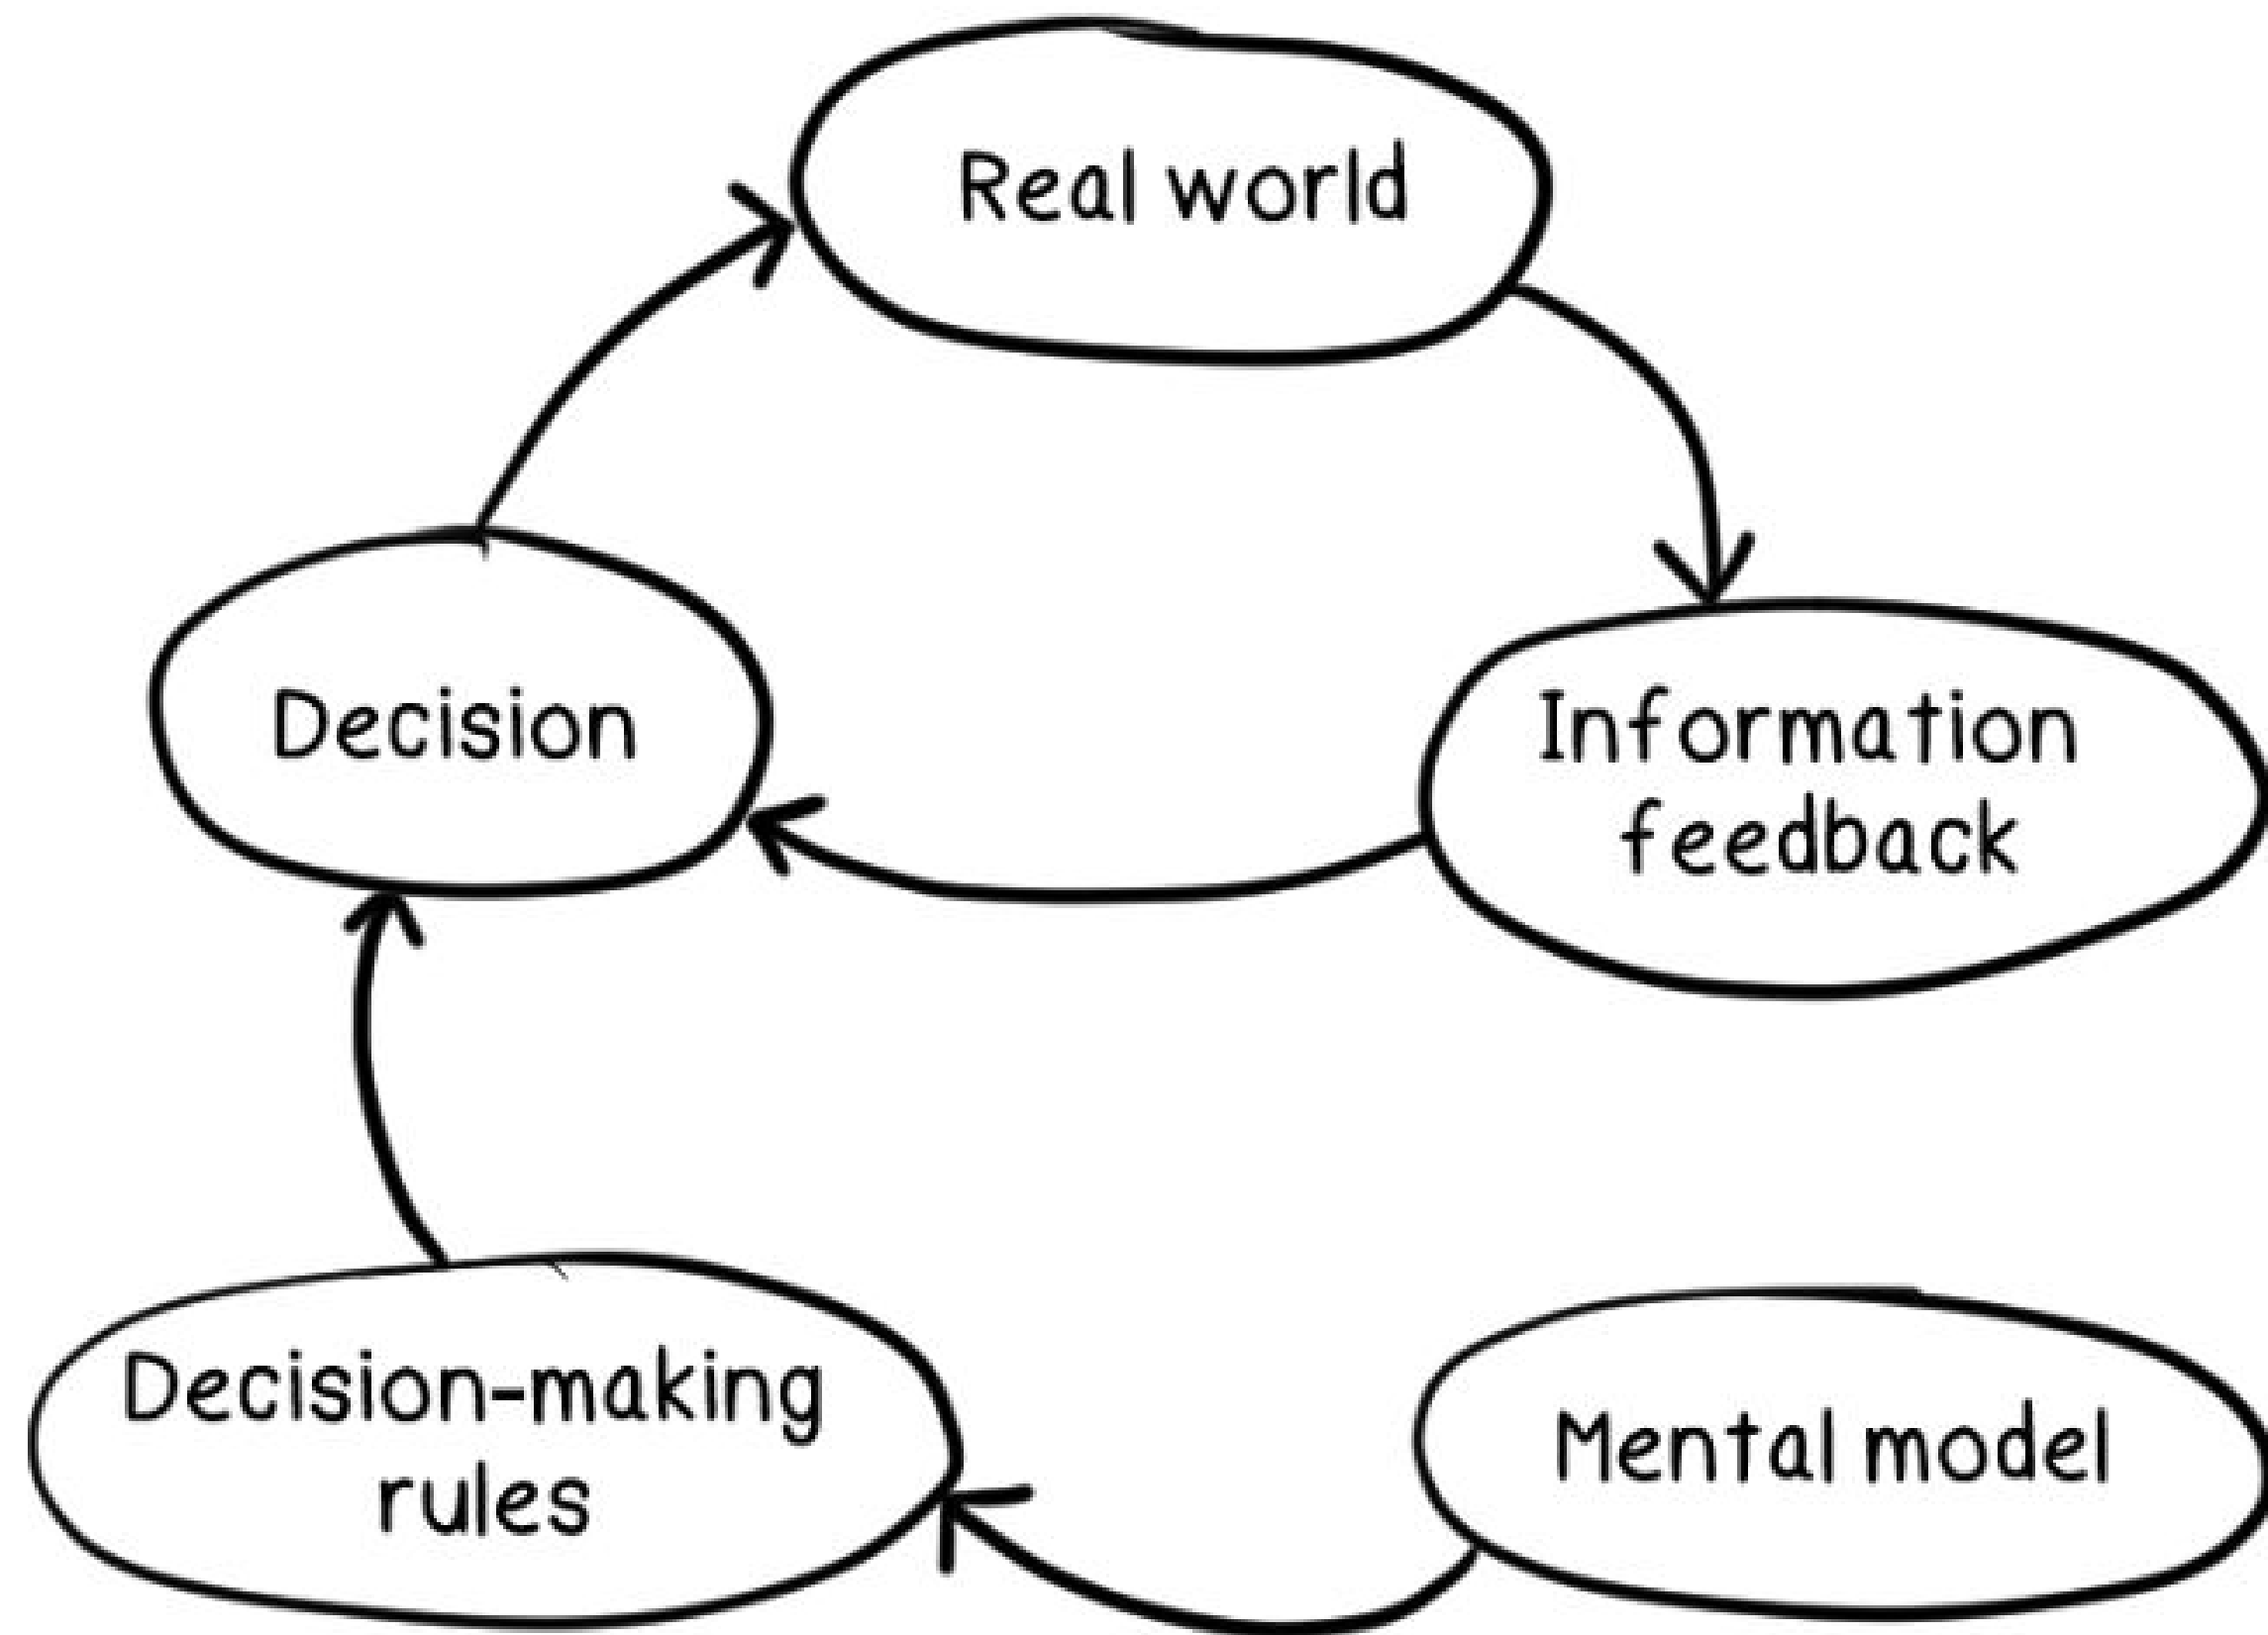 Real world
Decision
Information
feedback
Decision-making
rules
Mental model